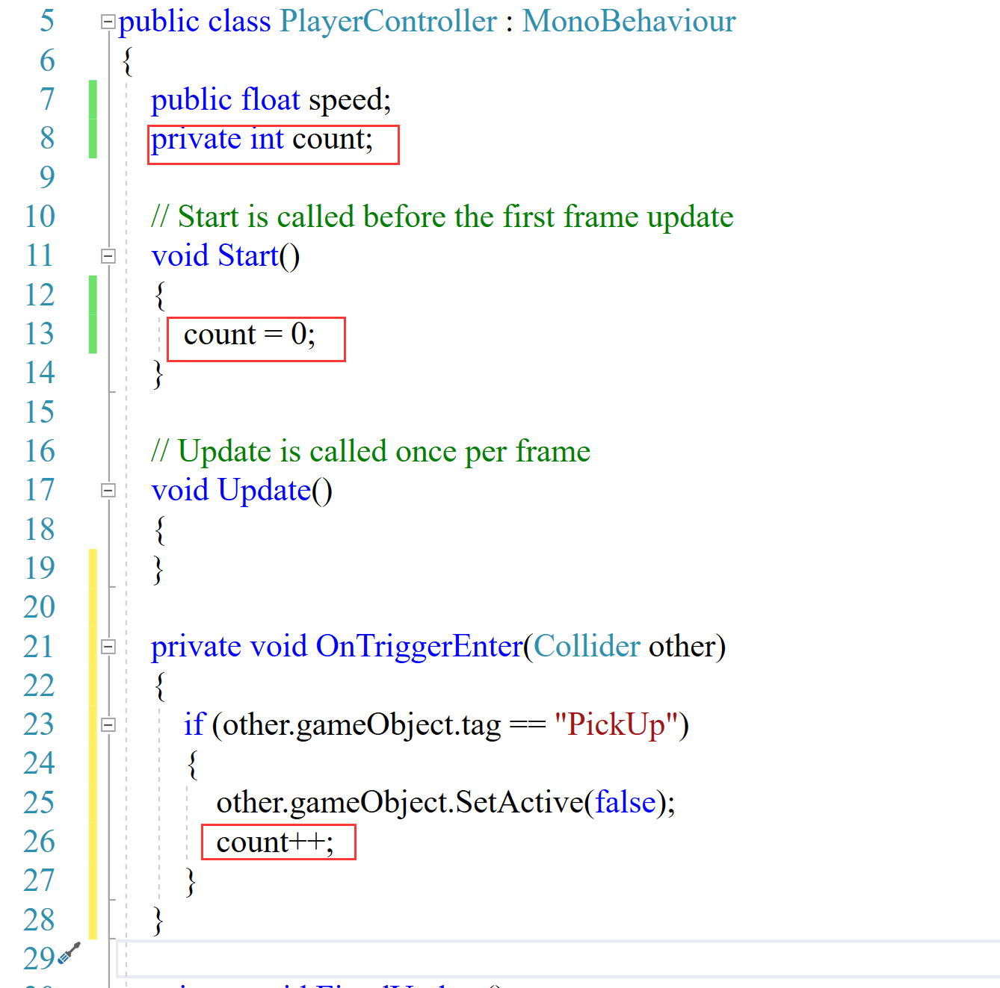 5 public class PlayerController : MonoBehaviour
6 {
7 public float speed;
8 private int count;
9
10 // Start is called before the first frame update
11 void Start()
12 {
13 count = 0;
14 }
15
16 // Update is called once per frame
17 void Update()
18 {
19 }
20
21 private void OnTriggerEnter(Collider other)
22 {
23 if (other.gameObject.tag == "PickUp")
24 {
25 other.gameObject.SetActive(false);
26 count++;
27 }
28 }
29